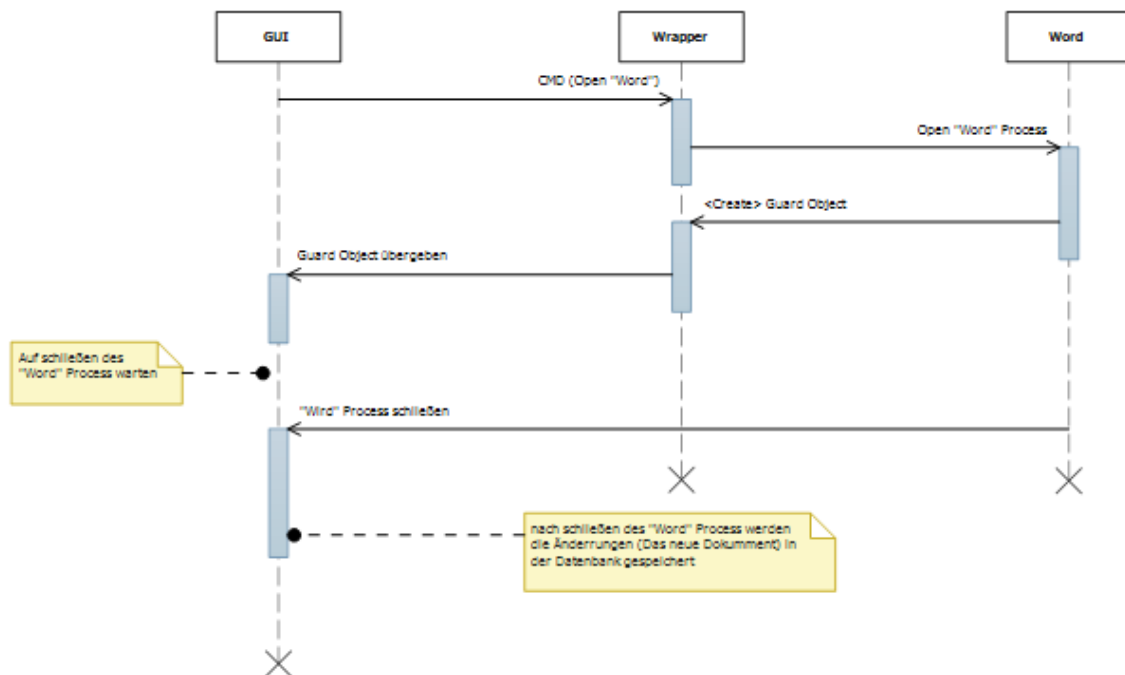 GUI
Wrapper
Word
CMD (Open "Word")
Open "Word" Process
<Create> Guard Object
Guard Object übergeben
Auf schließen des
"Word" Process warten
"Wird" Process schließen
nach schließen des "Word" Process werden
die Änderrungen (Das neue Dokumment) in
der Datenbank gespeichert